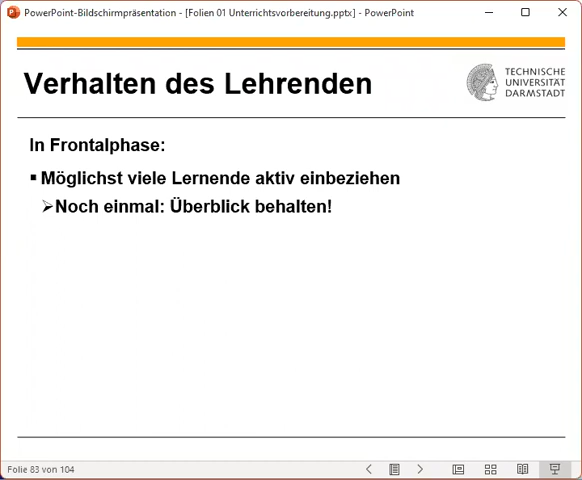 PowerPoint-Bildschirmpräsentation - [Folien 01 Unterrichtsvorbereitung.pptx] - PowerPoint
Verhalten des Lehrenden
TECHNISCHE
UNIVERSITÄT
DARMSTADT
In Frontalphase:
▪ Möglichst viele Lernende aktiv einbeziehen
➢Noch einmal: Überblick behalten!
Folie 83 von 104